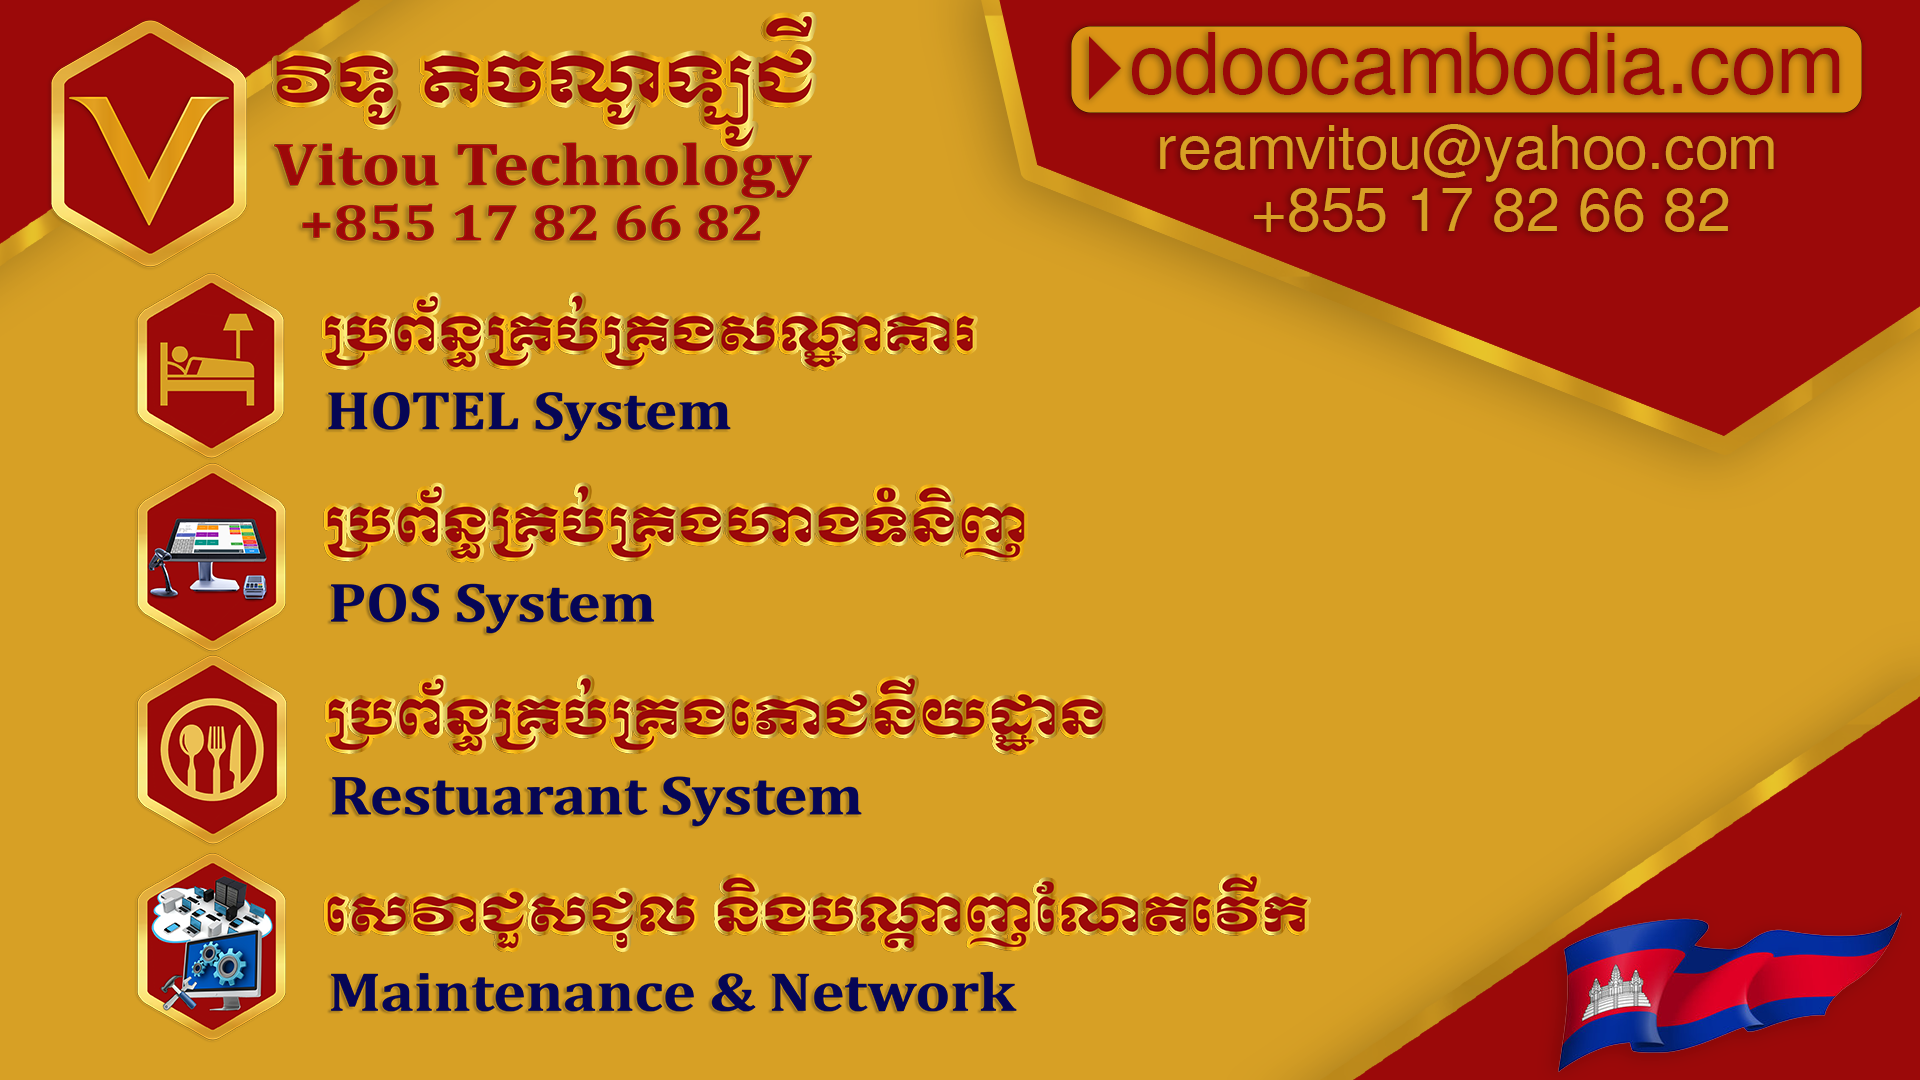 V
វិទូ តិចណូឡូជី
Vitou Technology
+855 17 82 66 82
odoocambodia.com
reamvitou@yahoo.com
+855 17 82 66 82
ប្រព័ន្ធគ្រប់គ្រងសណ្ឋាគារ
HOTEL System
ប្រព័ន្ធគ្រប់គ្រងហាងទំនិញ
POS System
ប្រព័ន្ធគ្រប់គ្រងភោជនីយដ្ឋាន
Restuarant System
សេវាជួសជុល និងបណ្ដាញណែតវើក
Maintenance & Network